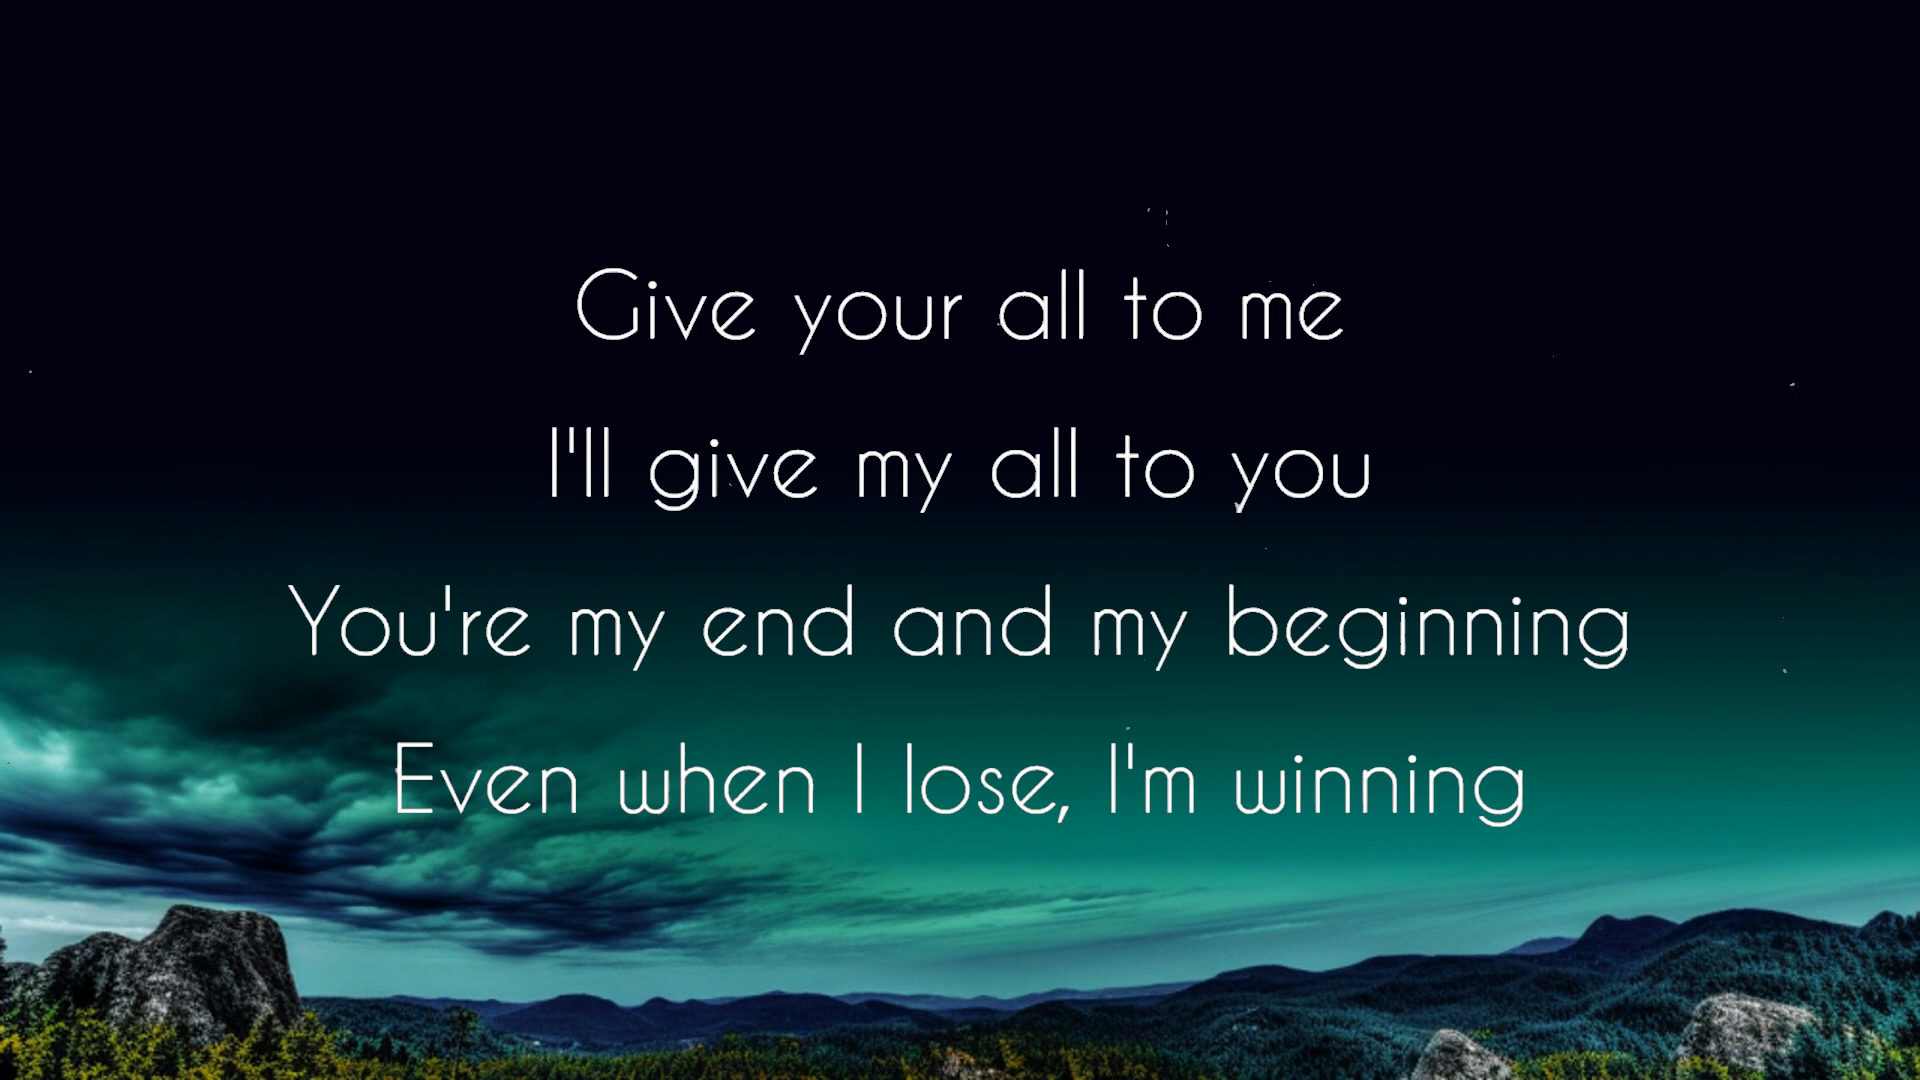 Give your all to me
I'll give my all to you
You're my end and my beginning
Even when I lose, I'm winning